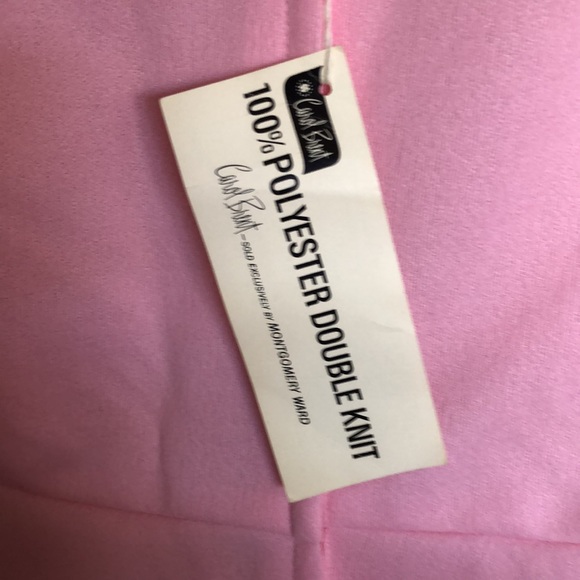 Carol Brent
100% POLYESTER DOUBLE KNIT
Carol Brent — SOLD EXCLUSIVELY BY MONTGOMERY WARD